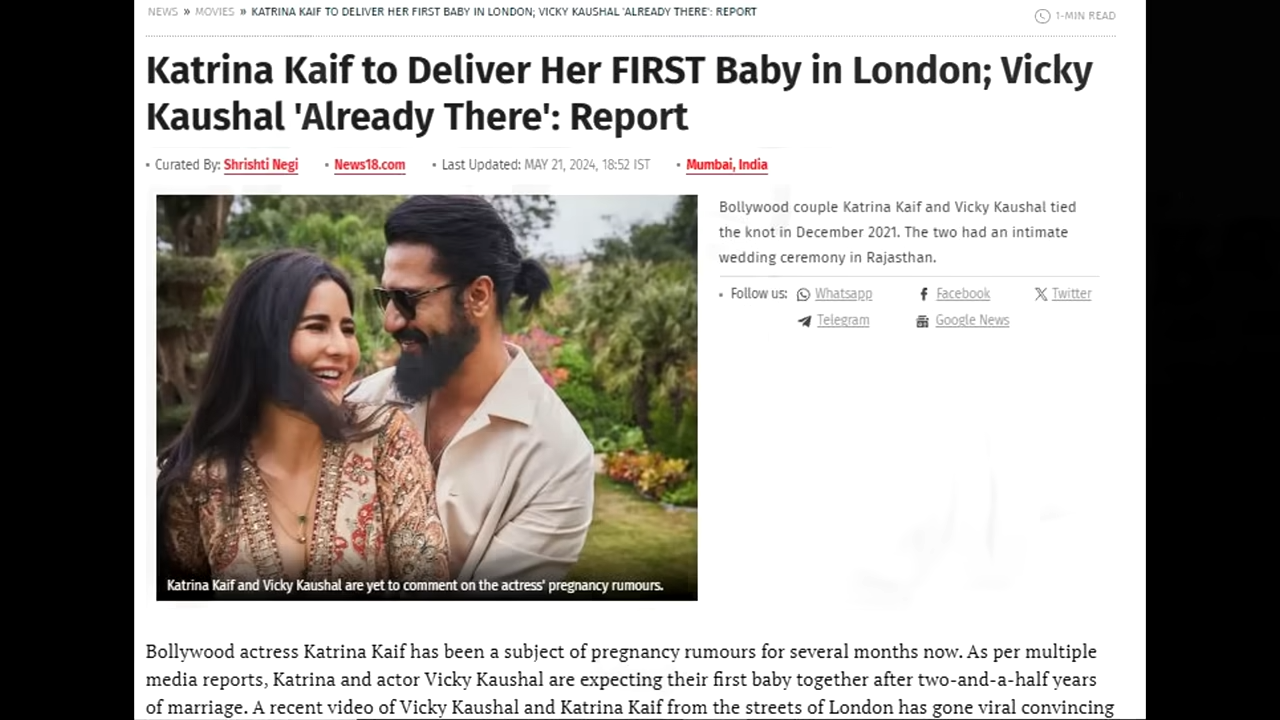 NEWS » MOVIES » KATRINA KAIF TO DELIVER HER FIRST BABY IN LONDON; VICKY KAUSHAL 'ALREADY THERE': REPORT
1-MIN READ
Katrina Kaif to Deliver Her FIRST Baby in London; Vicky
Kaushal 'Already There': Report
Curated By: Shrishti Negi
News18.com
Last Updated: MAY 21, 2024, 18:52 IST
Mumbai, India
Bollywood couple Katrina Kaif and Vicky Kaushal tied
the knot in December 2021. The two had an intimate
wedding ceremony in Rajasthan.
Follow us: Whatsapp Facebook Twitter
Telegram Google News
Katrina Kaif and Vicky Kaushal are yet to comment on the actress' pregnancy rumours.
Bollywood actress Katrina Kaif has been a subject of pregnancy rumours for several months now. As per multiple
media reports, Katrina and actor Vicky Kaushal are expecting their first baby together after two-and-a-half years
of marriage. A recent video of Vicky Kaushal and Katrina Kaif from the streets of London has gone viral convincing